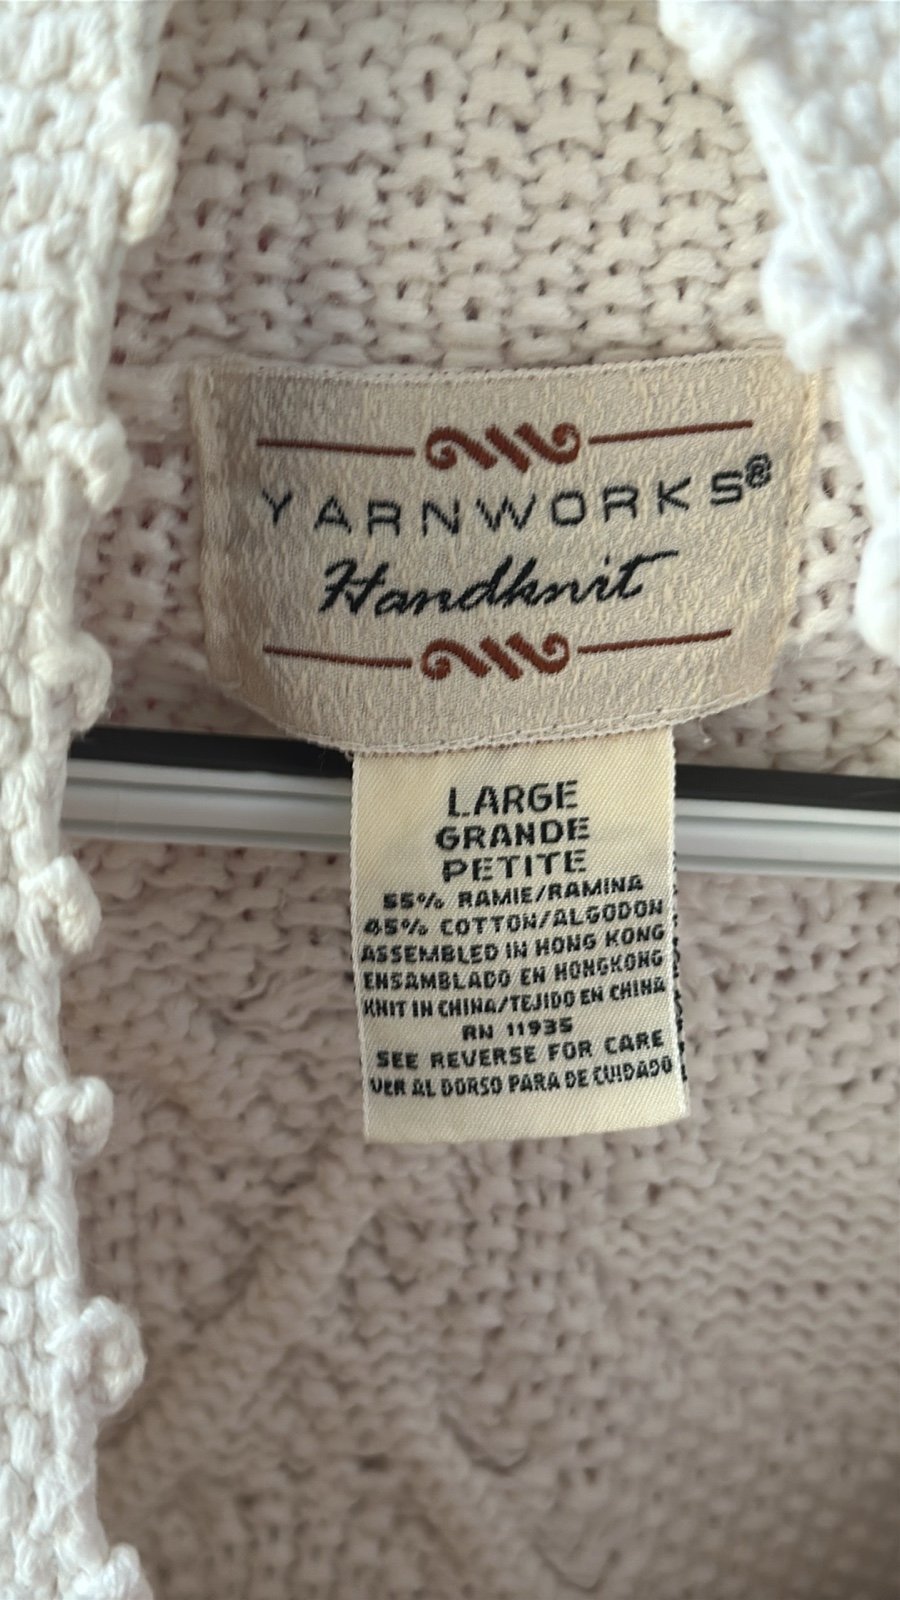 YARNWORKS®
Handknit
LARGE
GRANDE
PETITE
55% RAMIE/RAMINA
45% COTTON/ALGODON
ASSEMBLED IN HONG KONG
ENSAMBLADO EN HONGKONG
KNIT IN CHINA/TEJIDO EN CHINA
RN 11935
SEE REVERSE FOR CARE
VER AL DORSO PARA DE CUIDADO